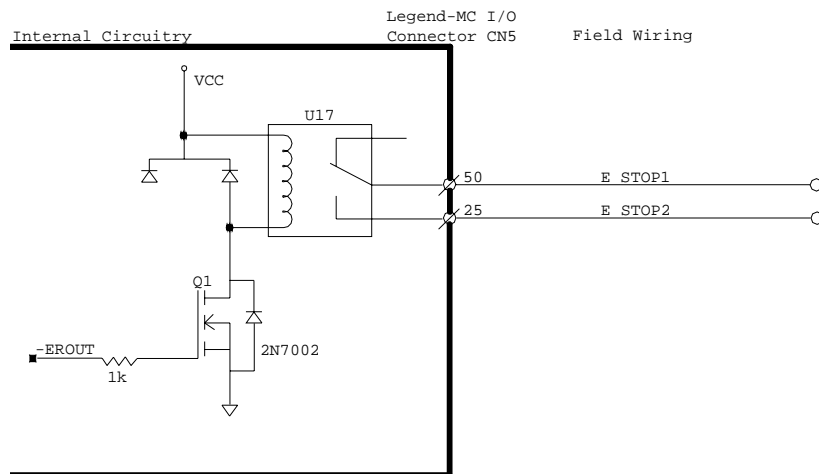 Legend-MC I/O
Internal Circuitry Connector CN5 Field Wiring
VCC
U17
50 E STOP1
25 E STOP2
Q1
-EROUT 2N7002
1k